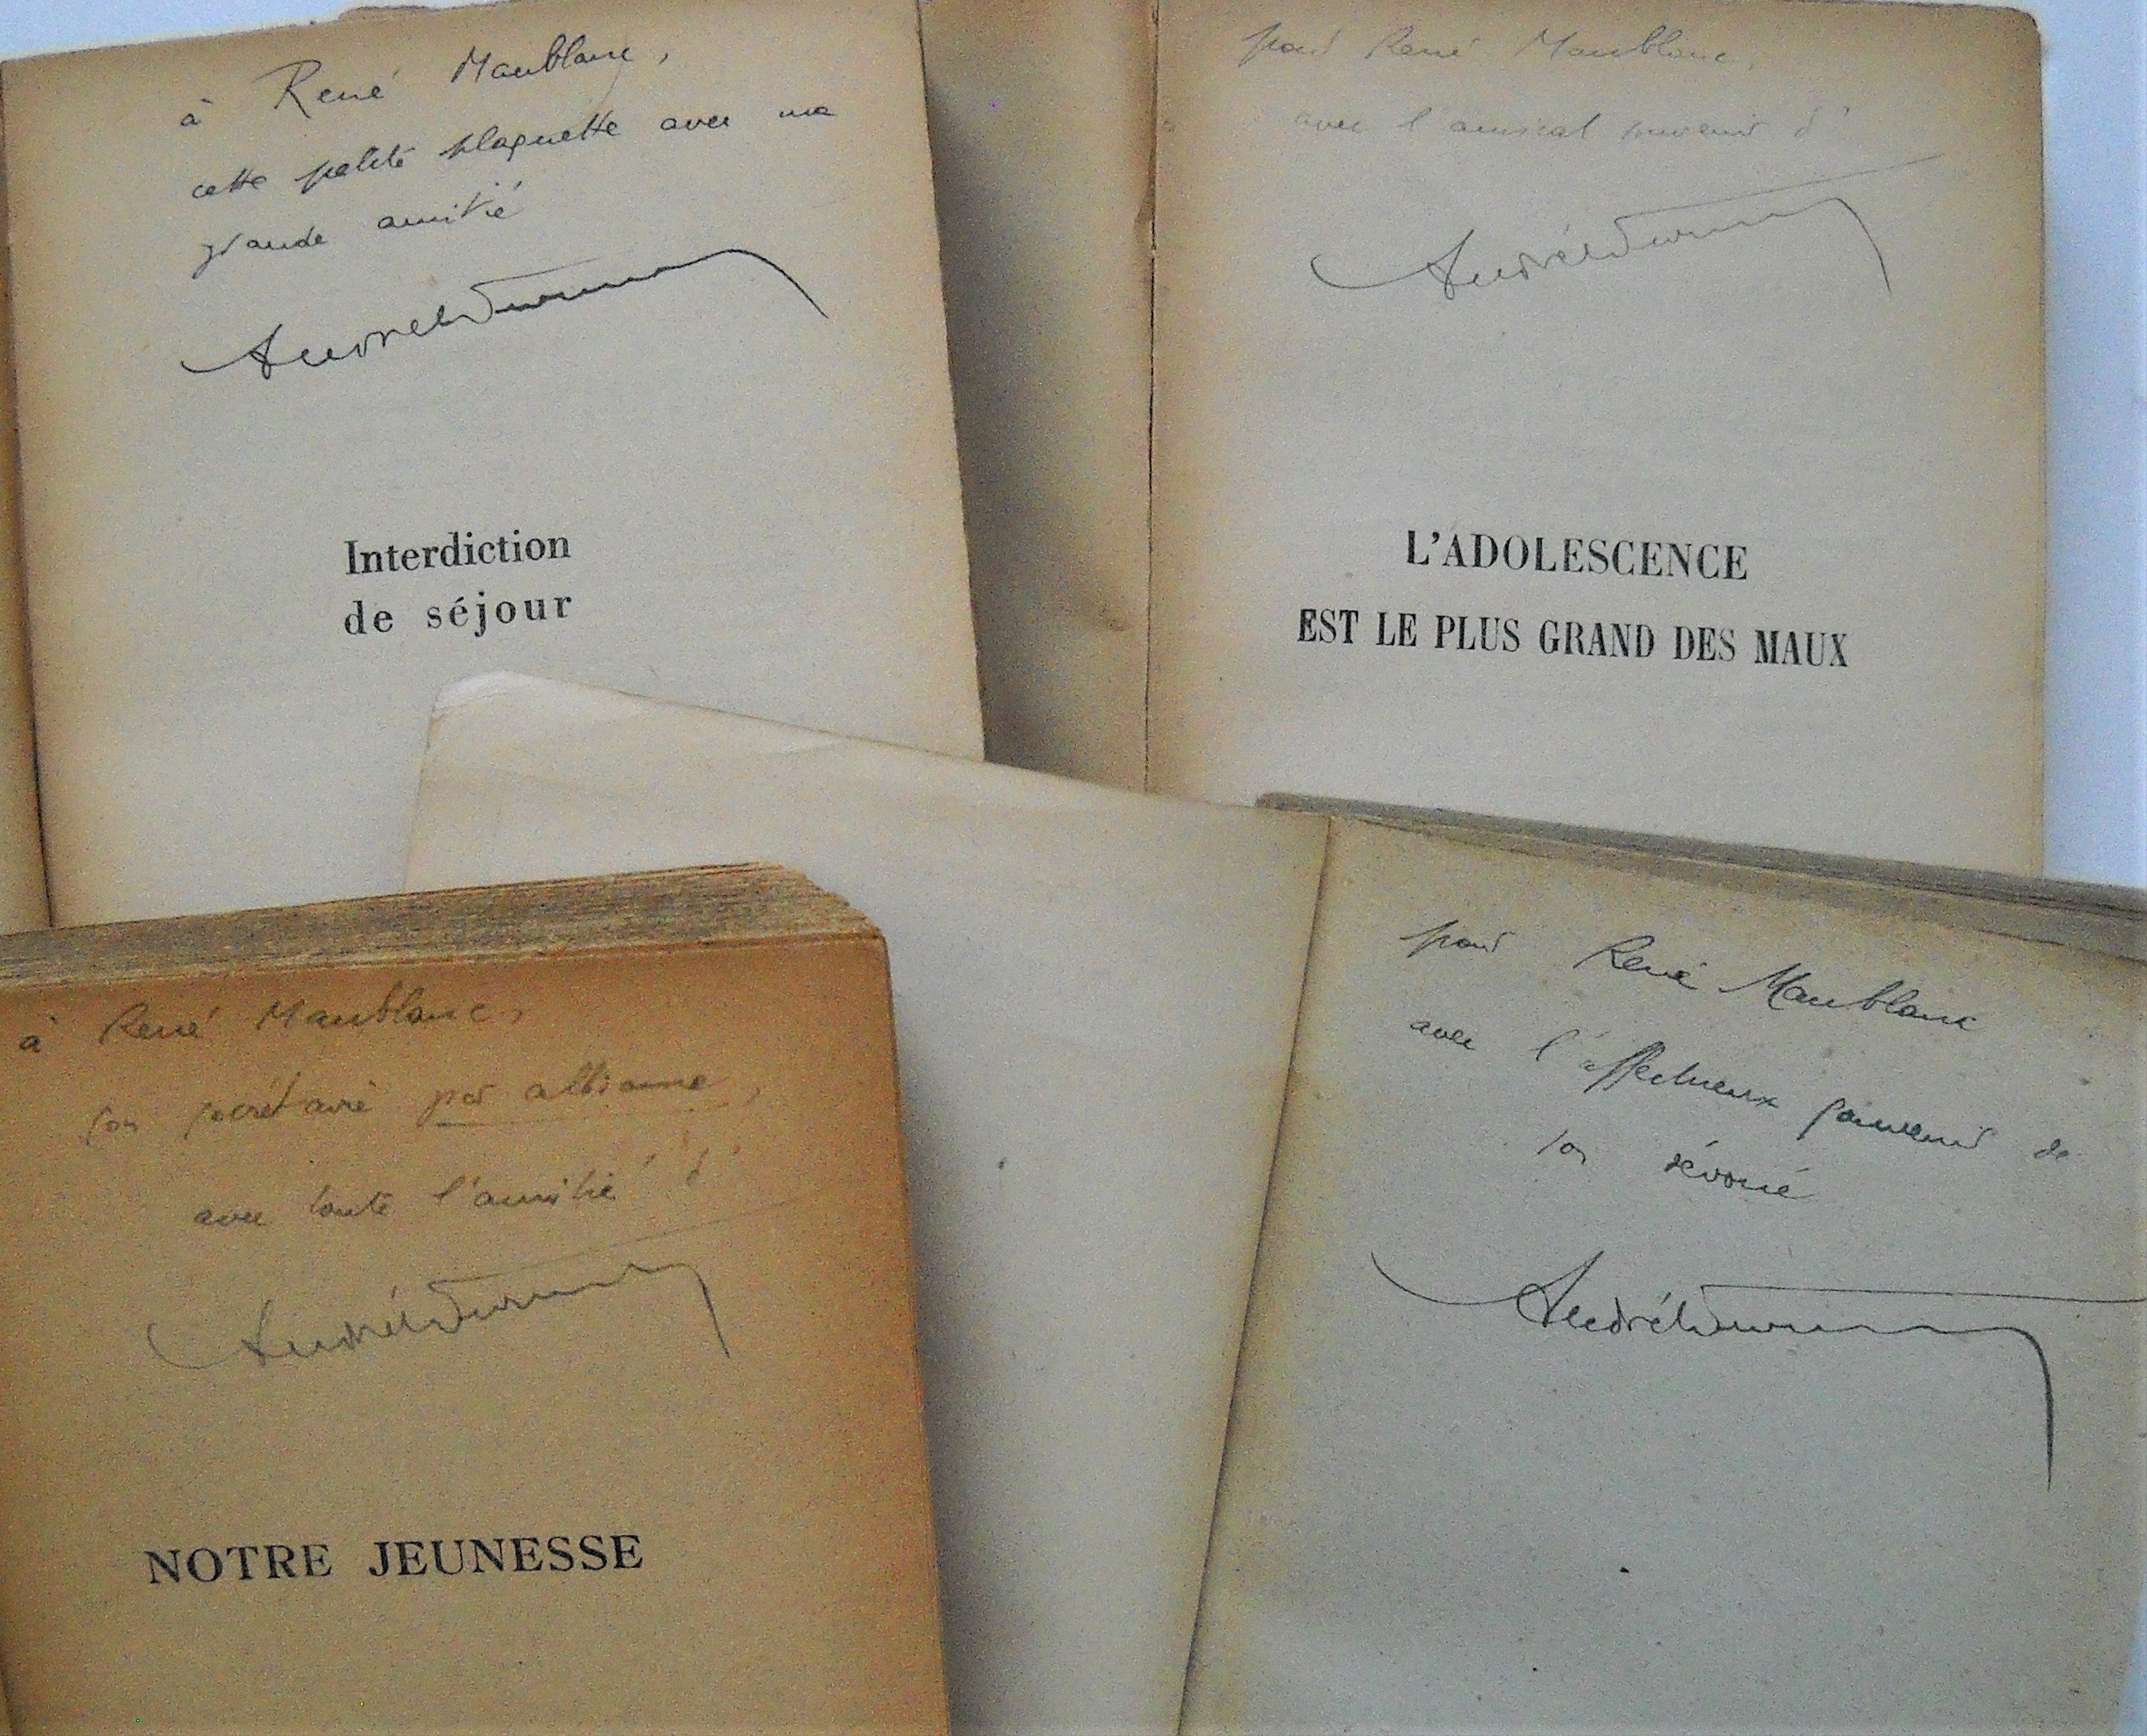 à René Maublanc,
cette petite plaquette avec ma
grande amitié
Interdiction
de séjour
pour René Maublanc,
avec l'amical souvenir d'
L'ADOLESCENCE
EST LE PLUS GRAND DES MAUX
à René Maublanc,
son secrétaire
avec toute l'amitié d'
NOTRE JEUNESSE
pour René Maublanc
avec l'affectueux souvenir de
son dévoué